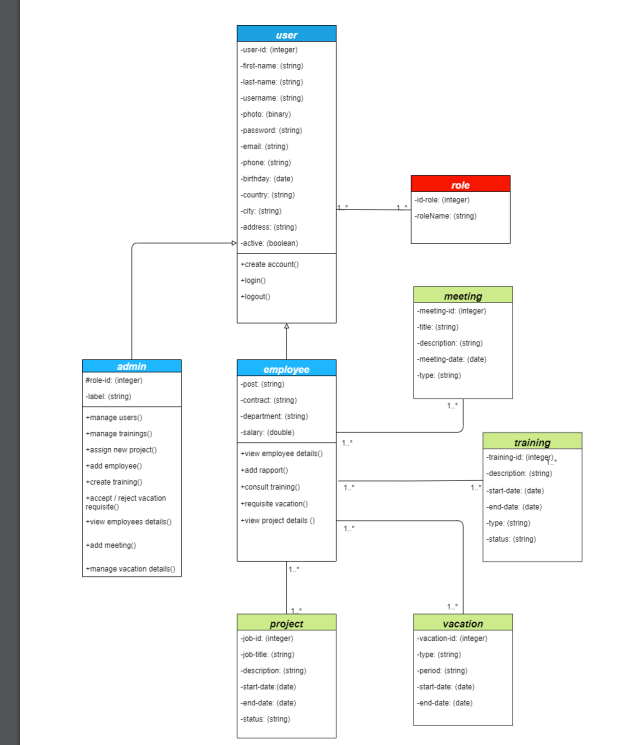 user
-user-id: (integer)
-first-name: (string)
-last-name: (string)
-username: (string)
-photo: (binary)
-password: (string)
-email: (string)
-phone: (string)
-birthday: (date)
-country: (string)
-city: (string)
-address: (string)
-active: (boolean)
+create account()
+login()
+logout()
1..*
1..*
role
-id-role: (integer)
-roleName: (string)
meeting
-meeting-id: (integer)
-title: (string)
-description: (string)
-meeting-date: (date)
-type: (string)
1..*
admin
#role-id: (integer)
-label: (string)
+manage users()
+manage trainings()
+assign new project()
+add employee()
+create training()
+accept / reject vacation
requisite()
+view employees details()
+add meeting()
+manage vacation details()
employee
-post: (string)
-contract: (string)
-department: (string)
-salary: (double)
+view employee details()
+add rapport()
+consult training()
+requisite vacation()
+view project details ()
1..*
1..*
1..*
1..*
training
-training-id: (integer)
1..*
-description: (string)
-start-date: (date)
-end-date: (date)
-type: (string)
-status: (string)
1..*
1..*
project
-job-id: (integer)
-job-title: (string)
-description: (string)
-start-date:(date)
-end-date: (date)
-status: (string)
1..*
vacation
-vacation-id: (integer)
-type: (string)
-period: (string)
-start-date: (date)
-end-date: (date)